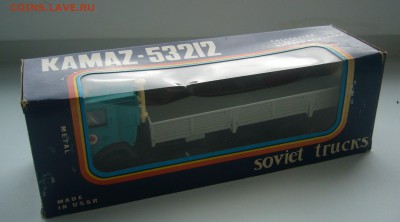 COINS-LAVE.RU
KAMAZ-53212
METAL
MADE
IN USSR
soviet trucks